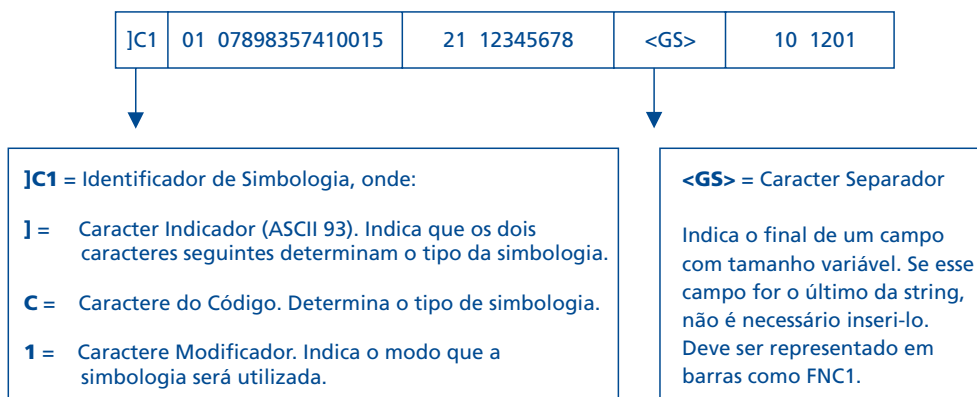 ]C1 01 07898357410015 21 12345678 <GS> 10 1201
]C1 = Identificador de Simbologia, onde:
] = Caracter Indicador (ASCII 93). Indica que os dois
caracteres seguintes determinam o tipo da simbologia.
C = Caractere do Código. Determina o tipo de simbologia.
1 = Caractere Modificador. Indica o modo que a
simbologia será utilizada.
<GS> = Caracter Separador
Indica o final de um campo
com tamanho variável. Se esse
campo for o último da string,
não é necessário inseri-lo.
Deve ser representado em
barras como FNC1.